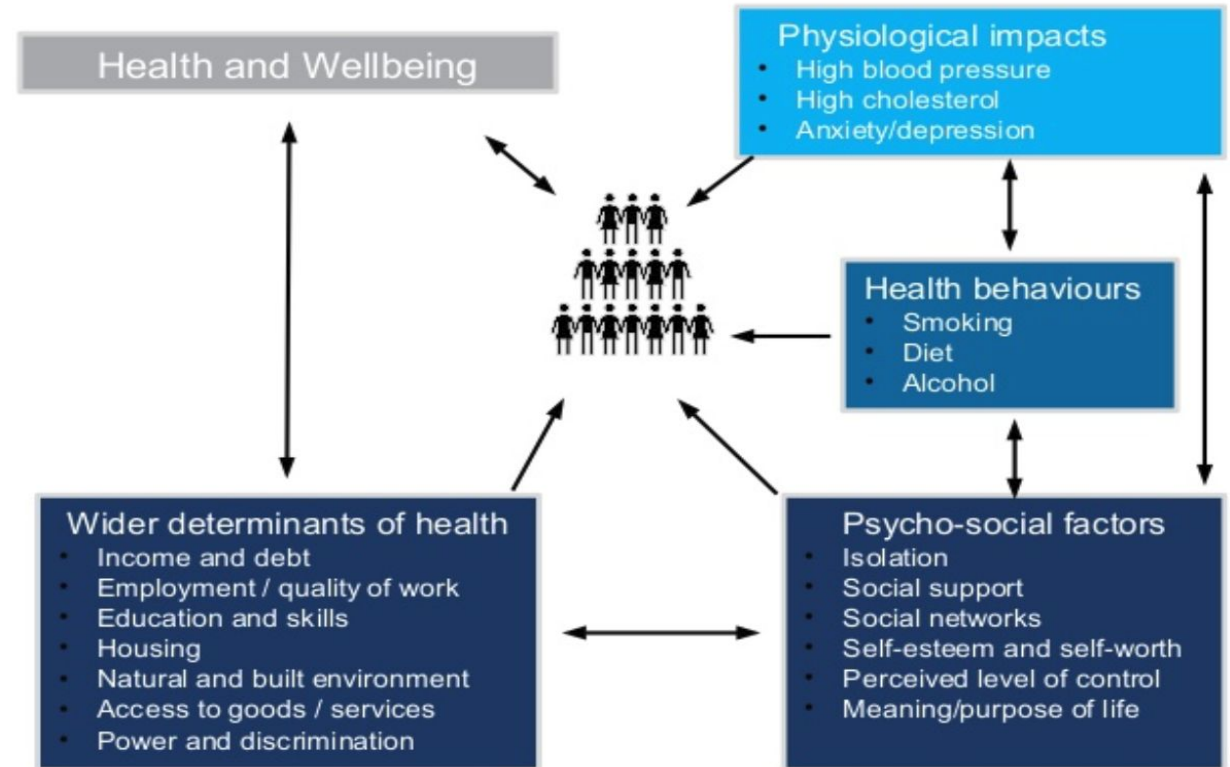 Health and Wellbeing
Physiological impacts
• High blood pressure
• High cholesterol
• Anxiety/depression
Health behaviours
• Smoking
• Diet
• Alcohol
Wider determinants of health
• Income and debt
• Employment / quality of work
• Education and skills
• Housing
• Natural and built environment
• Access to goods / services
• Power and discrimination
Psycho-social factors
• Isolation
• Social support
• Social networks
• Self-esteem and self-worth
• Perceived level of control
• Meaning/purpose of life